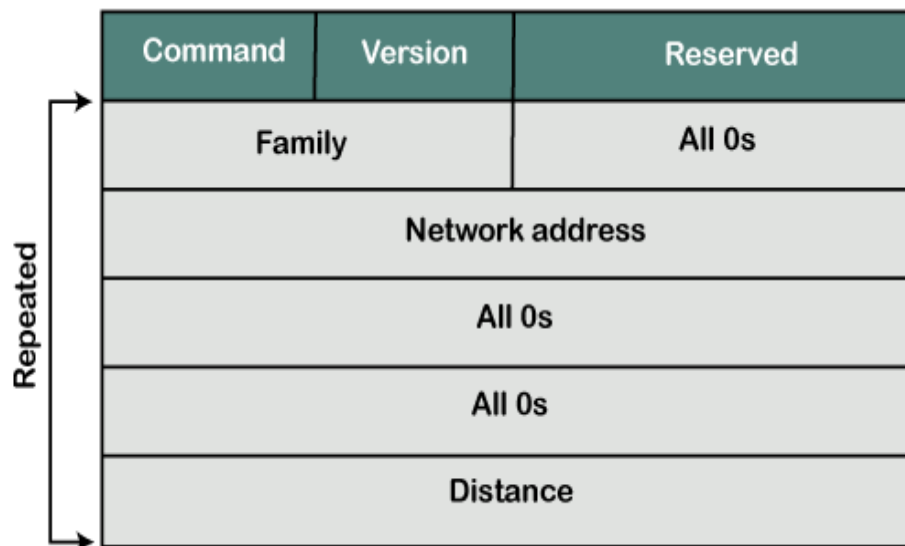 Command Version Reserved
Family All 0s
Network address
All 0s
All 0s
Distance
Repeated